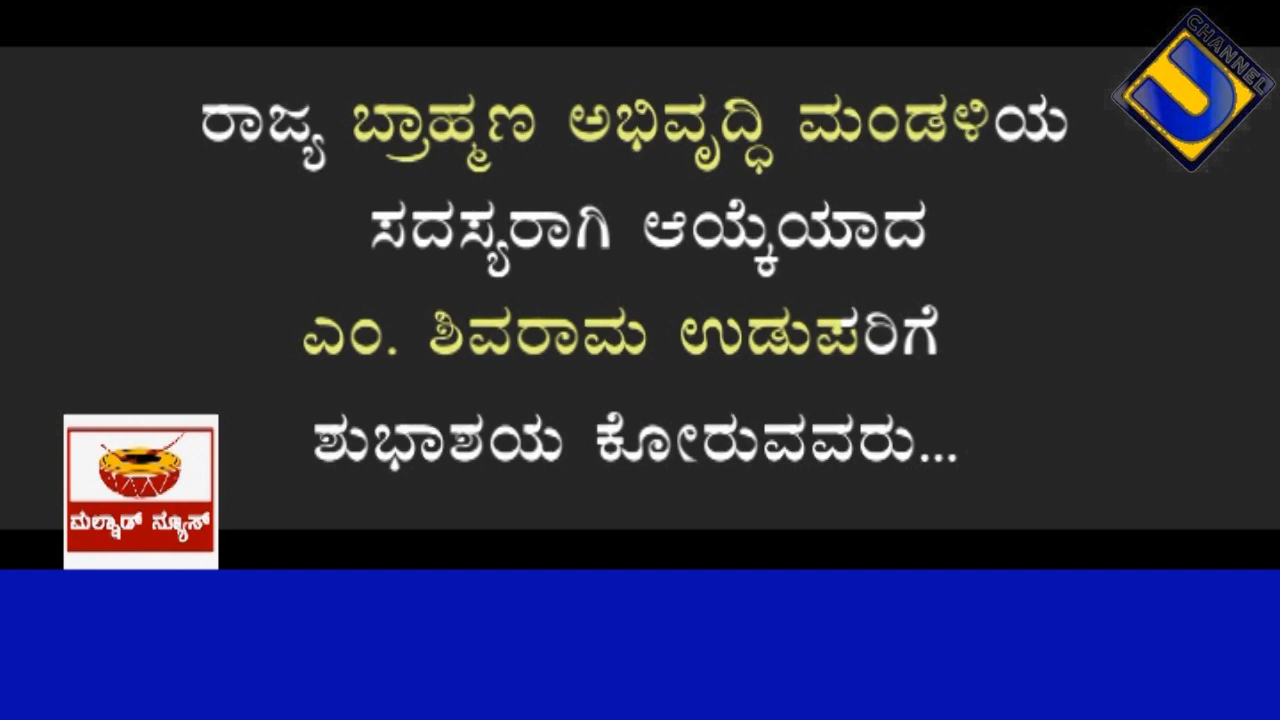 CHANNEL
U
ರಾಜ್ಯ ಬ್ರಾಹ್ಮಣ ಅಭಿವೃದ್ಧಿ ಮಂಡಳಿಯ
ಸದಸ್ಯರಾಗಿ ಆಯ್ಕೆಯಾದ
ಎಂ. ಶಿವರಾಮ ಉಡುಪರಿಗೆ
ಶುಭಾಶಯ ಕೋರುವವರು...
ಮಲ್ನಾಡ್ ನ್ಯೂಸ್